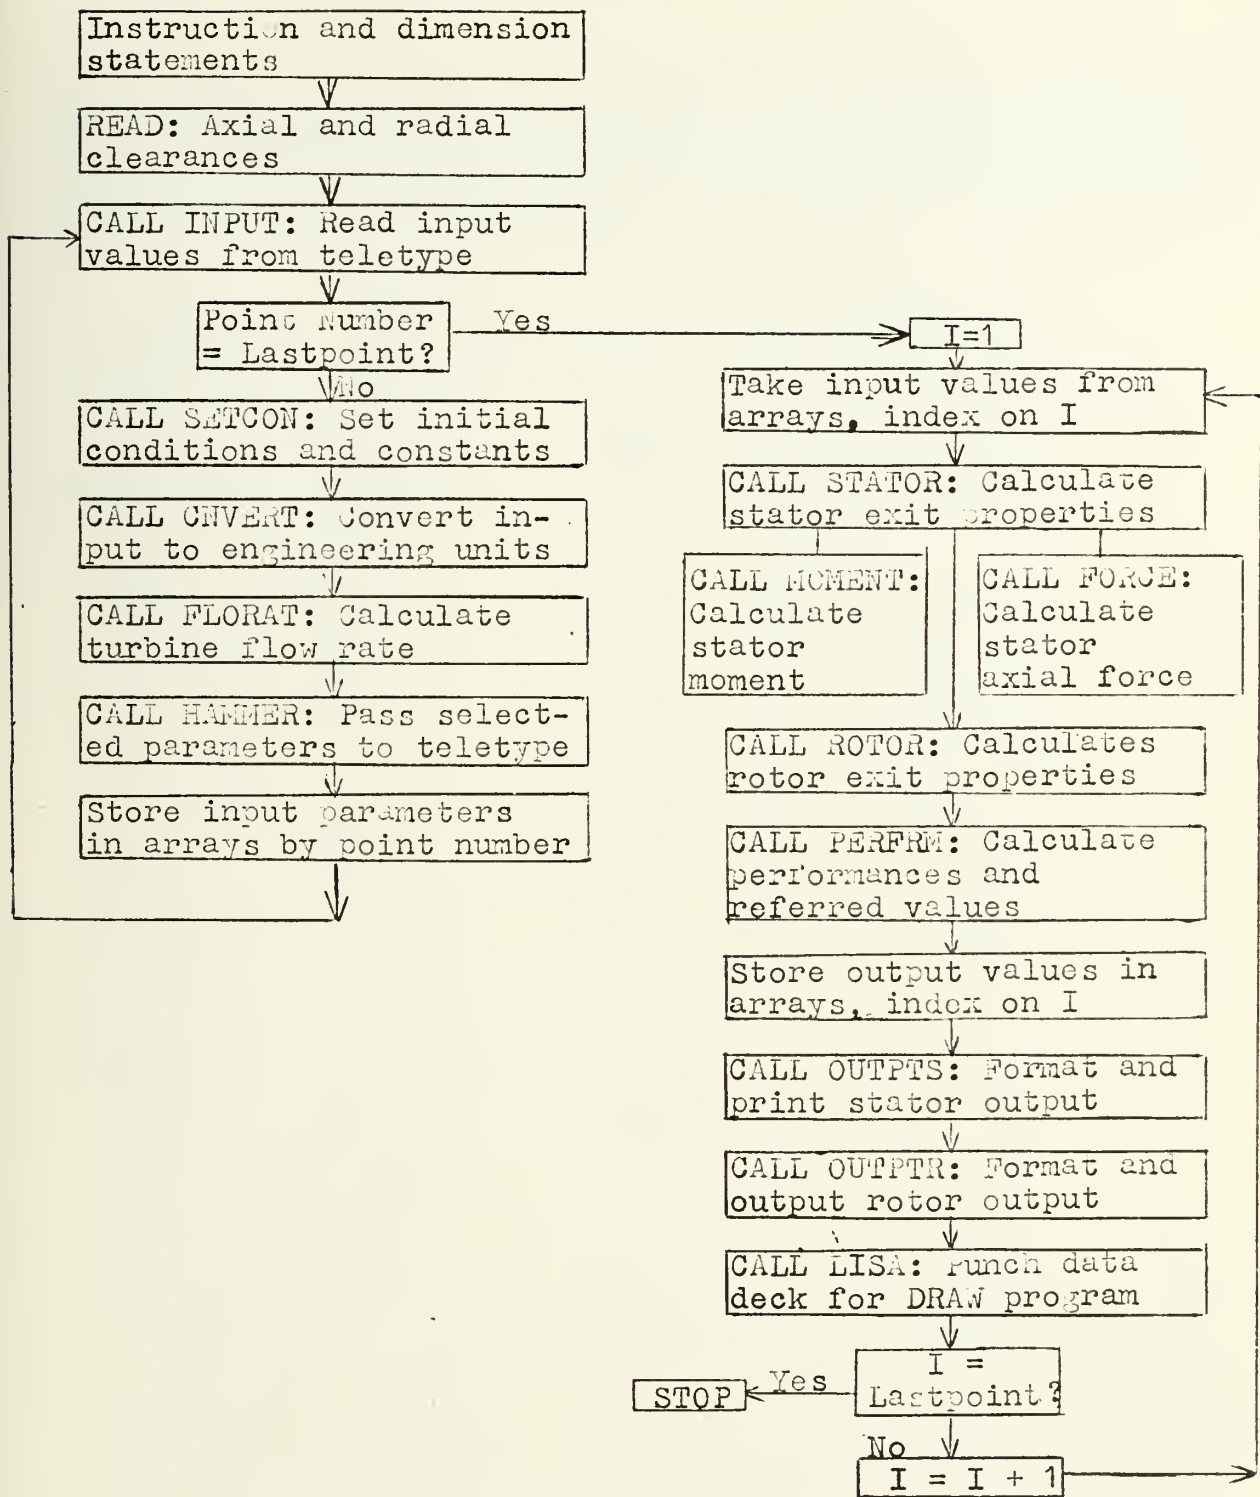 Instruction and dimension
statements
READ: Axial and radial
clearances
CALL INPUT: Read input
values from teletype
Point Number
= Lastpoint?
Yes
No
CALL SETCON: Set initial
conditions and constants
CALL CNVERT: Convert in-
put to engineering units
CALL FLORAT: Calculate
turbine flow rate
CALL HAMMER: Pass select-
ed parameters to teletype
Store input parameters
in arrays by point number
I=1
Take input values from
arrays, index on I
CALL STATOR: Calculate
stator exit properties
CALL MOMENT:
Calculate
stator
moment
CALL FORCE:
Calculate
stator
axial force
CALL ROTOR: Calculates
rotor exit properties
CALL PERFRM: Calculate
performances and
referred values
Store output values in
arrays, index on I
CALL OUTPTS: Format and
print stator output
CALL OUTPTR: Format and
output rotor output
CALL LISA: Punch data
deck for DRAW program
I =
Lastpoint?
Yes
STOP
No
I = I + 1